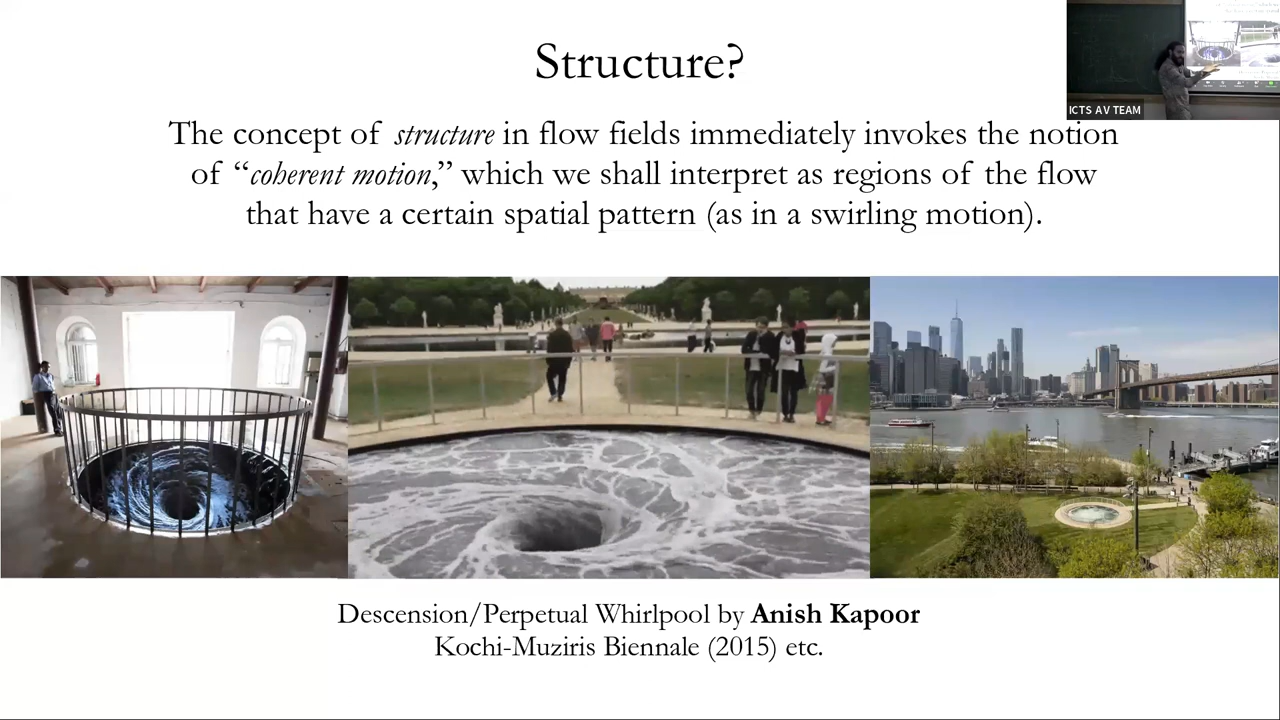 Structure?
ICTS AV TEAM
The concept of structure in flow fields immediately invokes the notion
of “coherent motion,” which we shall interpret as regions of the flow
that have a certain spatial pattern (as in a swirling motion).
Descension/Perpetual Whirlpool by Anish Kapoor
Kochi-Muziris Biennale (2015) etc.